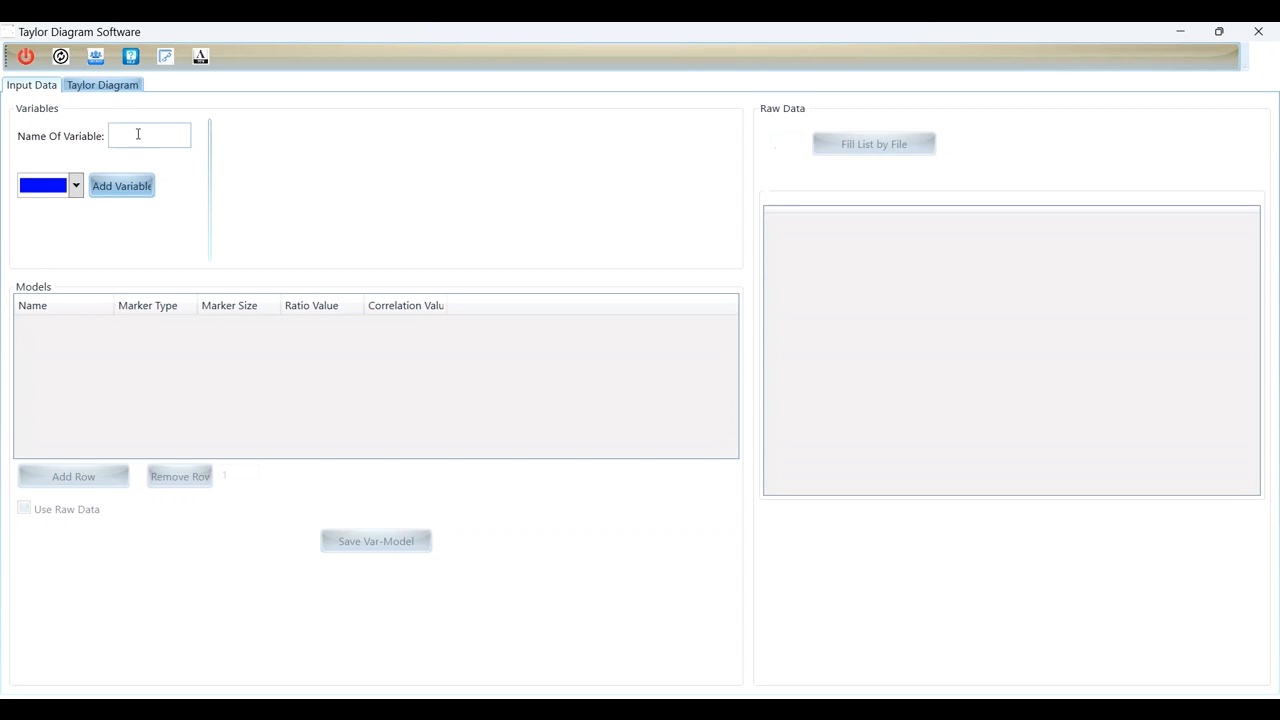 Taylor Diagram Software
Input Data Taylor Diagram
Variables
Name Of Variable:
Add Variable
Models
Name Marker Type Marker Size Ratio Value Correlation Valu
Add Row Remove Rov 1
Use Raw Data
Save Var-Model
Raw Data
Fill List by File